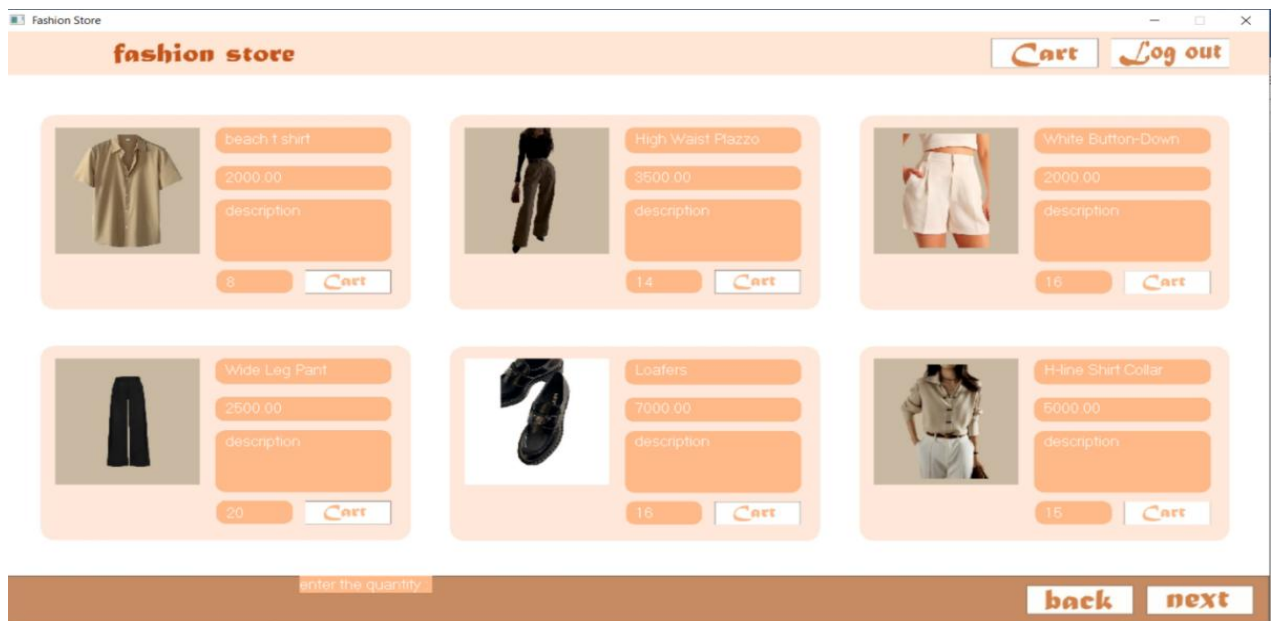 Fashion Store
fashion store
Cart
Log out
beach t shirt
2000.00
description
8
Cart
High Waist Plazzo
3500.00
description
14
Cart
White Button-Down
2000.00
description
16
Cart
Wide Leg Pant
2500.00
description
20
Cart
Loafers
7000.00
description
16
Cart
H-line Shirt Collar
5000.00
description
15
Cart
enter the quantity
back
next